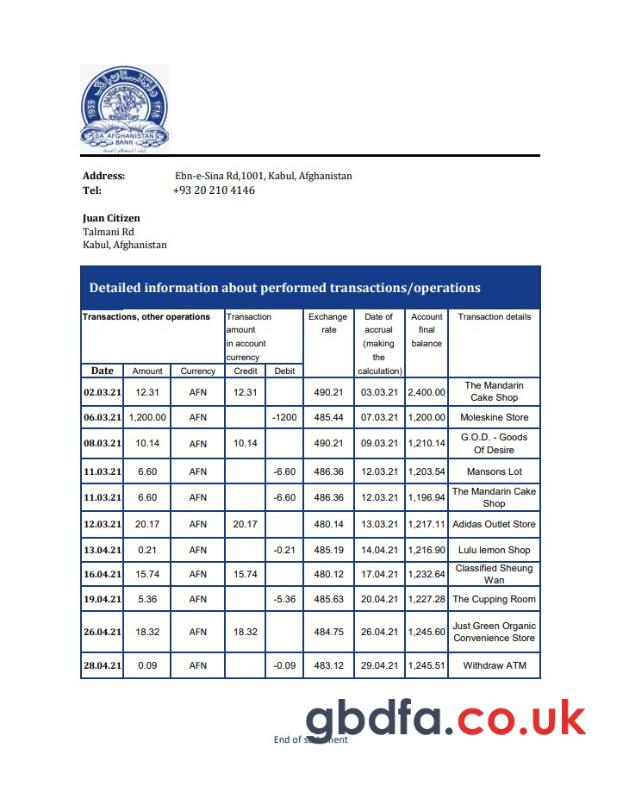 1939
DA AFGHANISTAN
BANK
Address: Ebn-e-Sina Rd,1001, Kabul, Afghanistan
Tel: +93 20 210 4146
Juan Citizen
Talmani Rd
Kabul, Afghanistan
Detailed information about performed transactions/operations
Transactions, other operations Transaction amount in account currency Exchange rate Date of accrual (making the calculation) Account final balance Transaction details
Date Amount Currency Credit Debit
02.03.21 12.31 AFN 12.31 490.21 03.03.21 2,400.00 The Mandarin Cake Shop
06.03.21 1,200.00 AFN -1200 485.44 07.03.21 1,200.00 Moleskine Store
08.03.21 10.14 AFN 10.14 490.21 09.03.21 1,210.14 G.O.D. - Goods Of Desire
11.03.21 6.60 AFN -6.60 486.36 12.03.21 1,203.54 Mansons Lot
11.03.21 6.60 AFN -6.60 486.36 12.03.21 1,196.94 The Mandarin Cake Shop
12.03.21 20.17 AFN 20.17 480.14 13.03.21 1,217.11 Adidas Outlet Store
13.04.21 0.21 AFN -0.21 485.19 14.04.21 1,216.90 Lulu lemon Shop
16.04.21 15.74 AFN 15.74 480.12 17.04.21 1,232.64 Classified Sheung Wan
19.04.21 5.36 AFN -5.36 485.63 20.04.21 1,227.28 The Cupping Room
26.04.21 18.32 AFN 18.32 484.75 26.04.21 1,245.60 Just Green Organic Convenience Store
28.04.21 0.09 AFN -0.09 483.12 29.04.21 1,245.51 Withdraw ATM
gbdfa.co.uk
End of statement